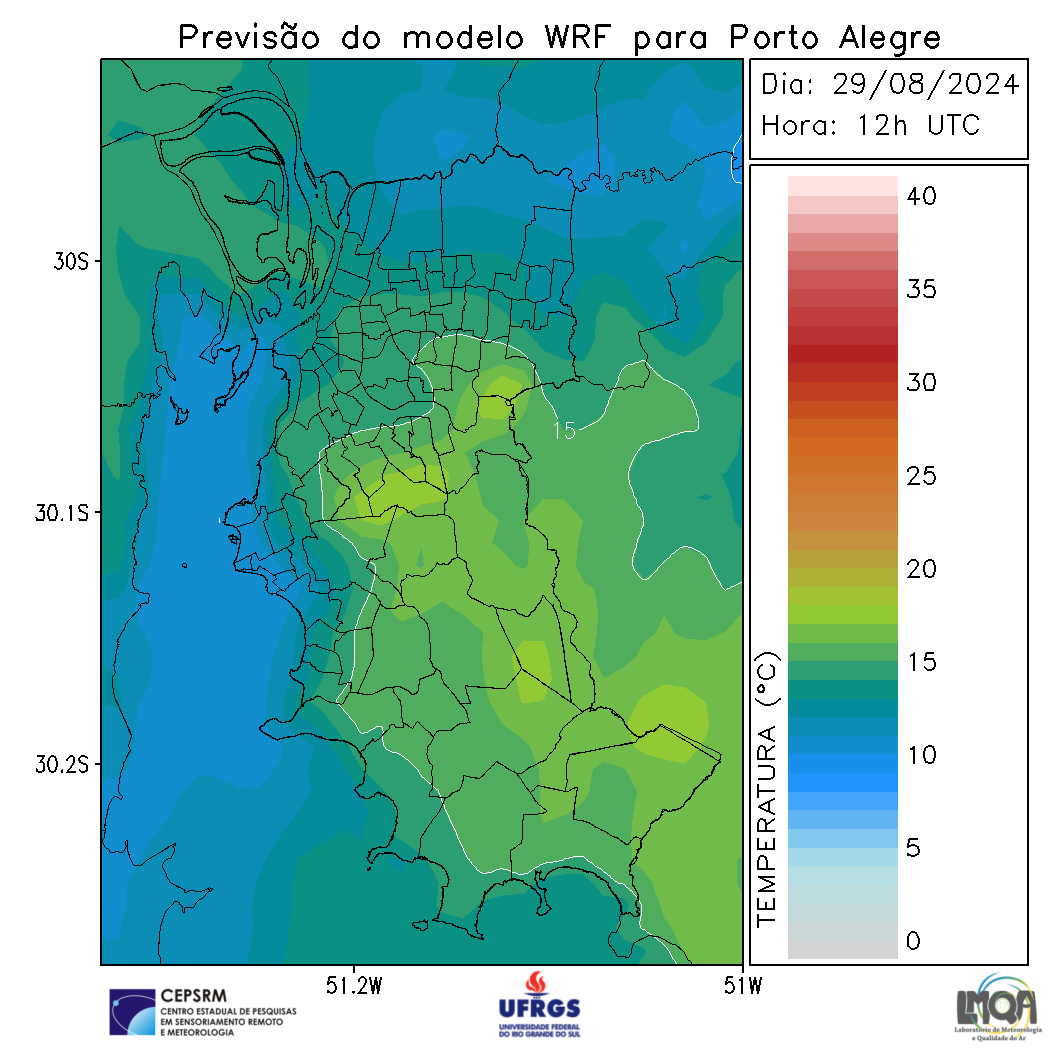 Previsão do modelo WRF para Porto Alegre
Dia: 29/08/2024
Hora: 12h UTC
40
35
30
25
20
15
10
5
0
TEMPERATURA (°C)
30S
30.1S
30.2S
15
51.2W
51W
CEPSRM
CENTRO ESTADUAL DE PESQUISAS
EM SENSORIAMENTO REMOTO
E METEOROLOGIA
UFRGS
UNIVERSIDADE FEDERAL
DO RIO GRANDE DO SUL
LMQA
Laboratório de Meteorologia
e Qualidade do Ar